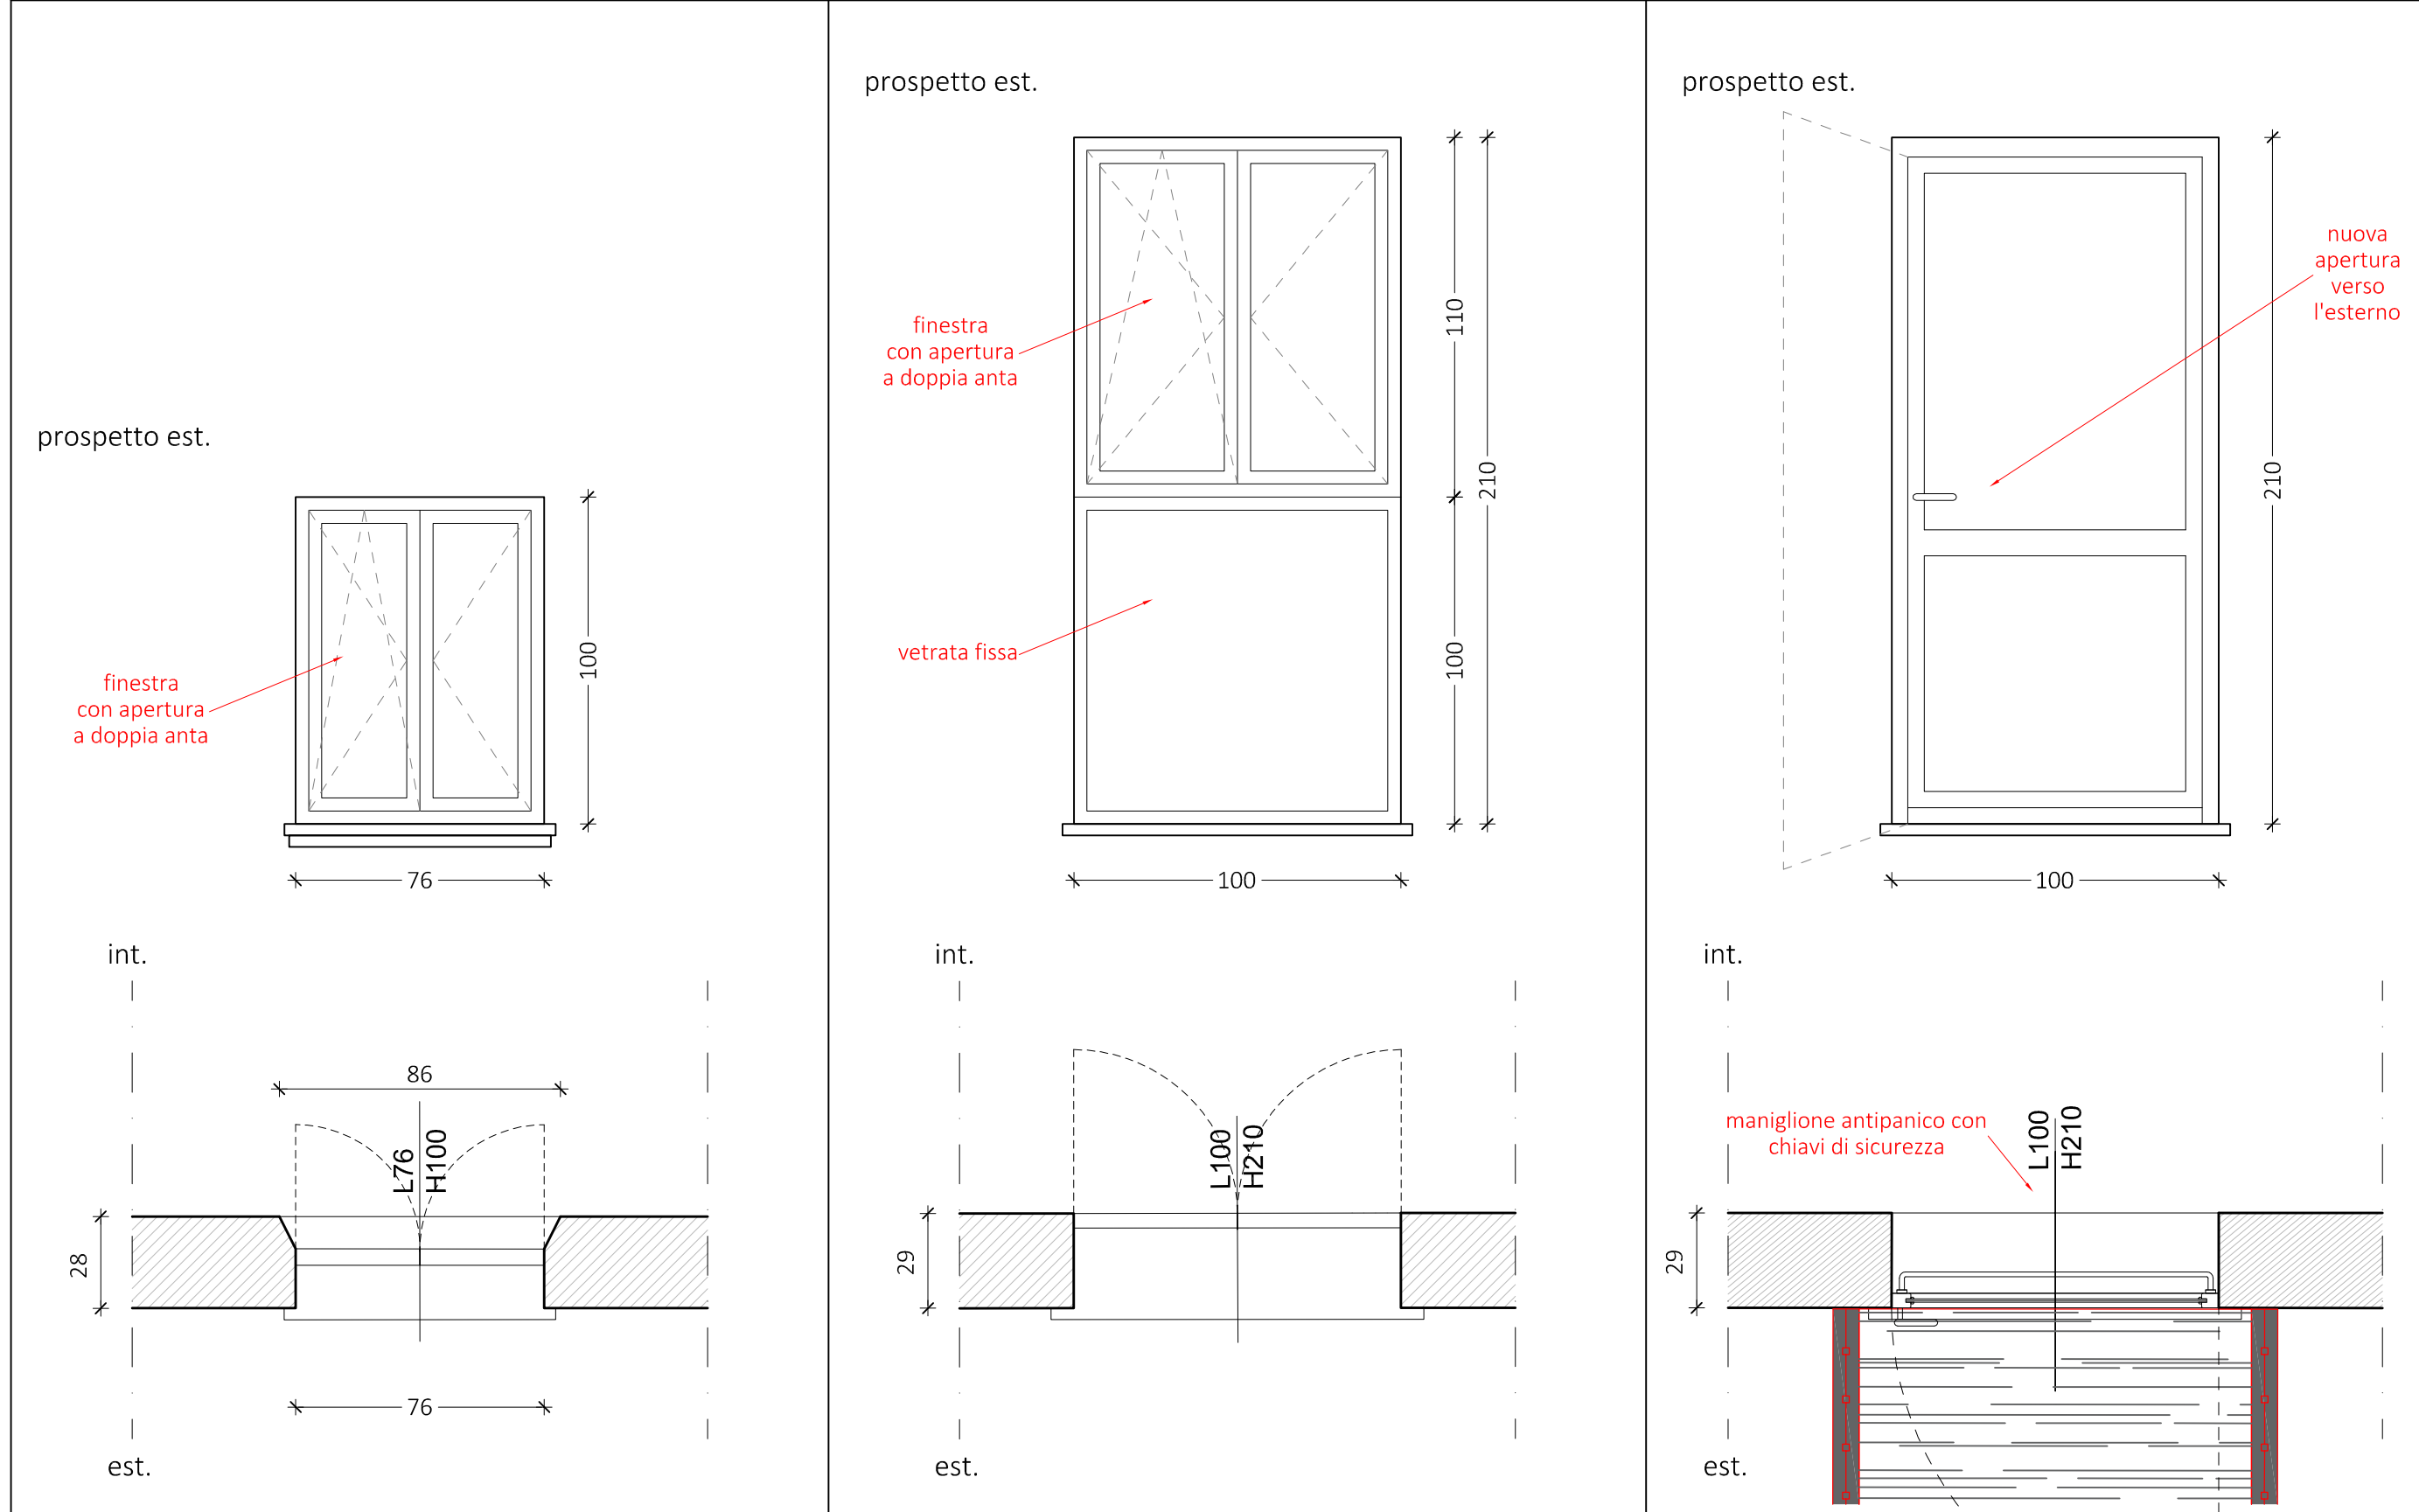 prospetto est.
finestra
con apertura
a doppia anta
100
76
int.
86
L76
H100
28
76
est.
prospetto est.
finestra
con apertura
a doppia anta
vetrata fissa
110
210
100
100
int.
L100
H210
29
est.
prospetto est.
nuova
apertura
verso
l'esterno
210
100
int.
maniglione antipanico con
chiavi di sicurezza
L100
H210
29
est.